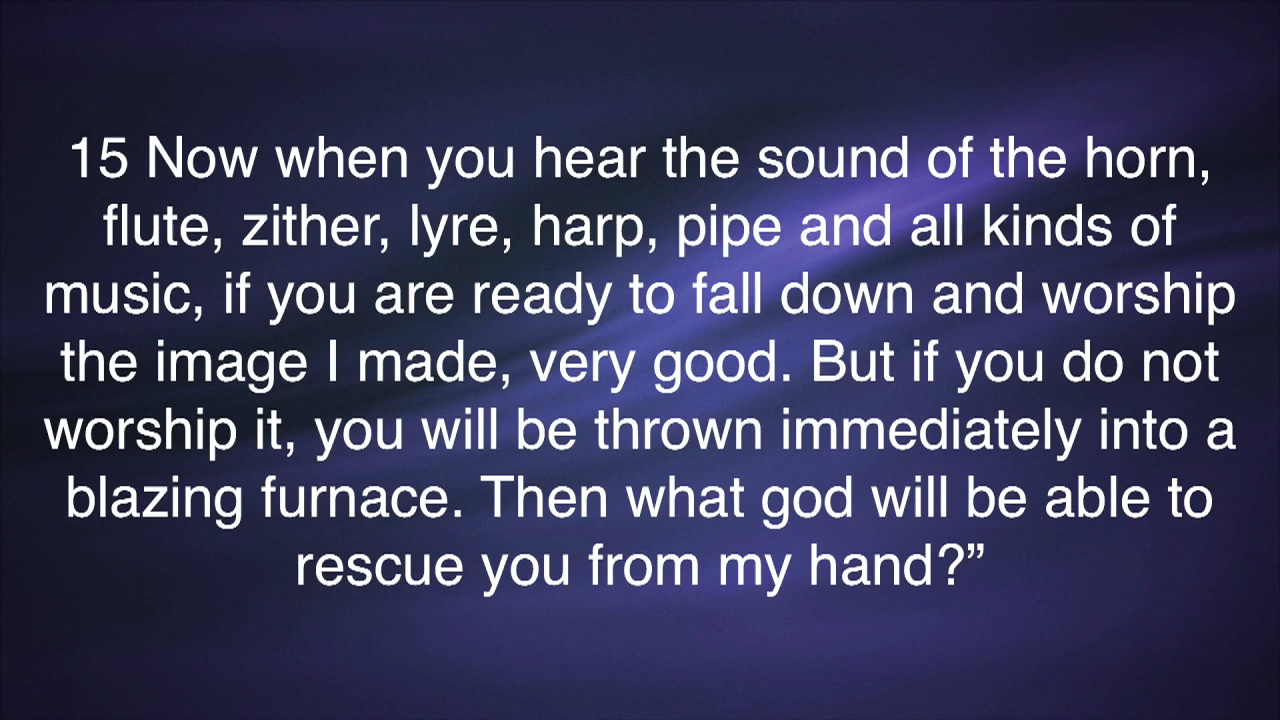 15 Now when you hear the sound of the horn,
flute, zither, lyre, harp, pipe and all kinds of
music, if you are ready to fall down and worship
the image I made, very good. But if you do not
worship it, you will be thrown immediately into a
blazing furnace. Then what god will be able to
rescue you from my hand?”